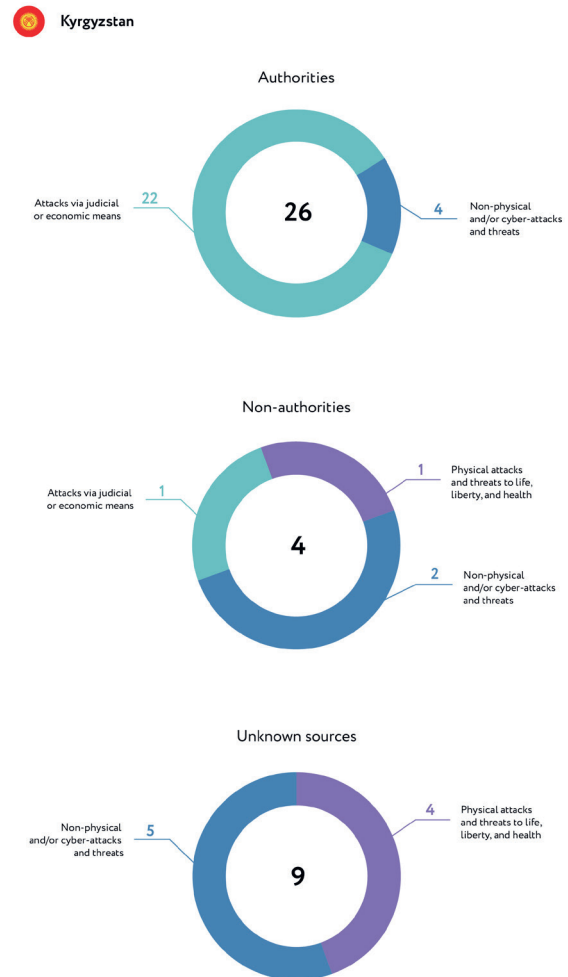 Kyrgyzstan
Authorities
22
Attacks via judicial
or economic means
26
4
Non-physical
and/or cyber-attacks
and threats
Non-authorities
1
Attacks via judicial
or economic means
4
1
Physical attacks
and threats to life,
liberty, and health
2
Non-physical
and/or cyber-attacks
and threats
Unknown sources
5
Non-physical
and/or cyber-attacks
and threats
9
4
Physical attacks
and threats to life,
liberty, and health